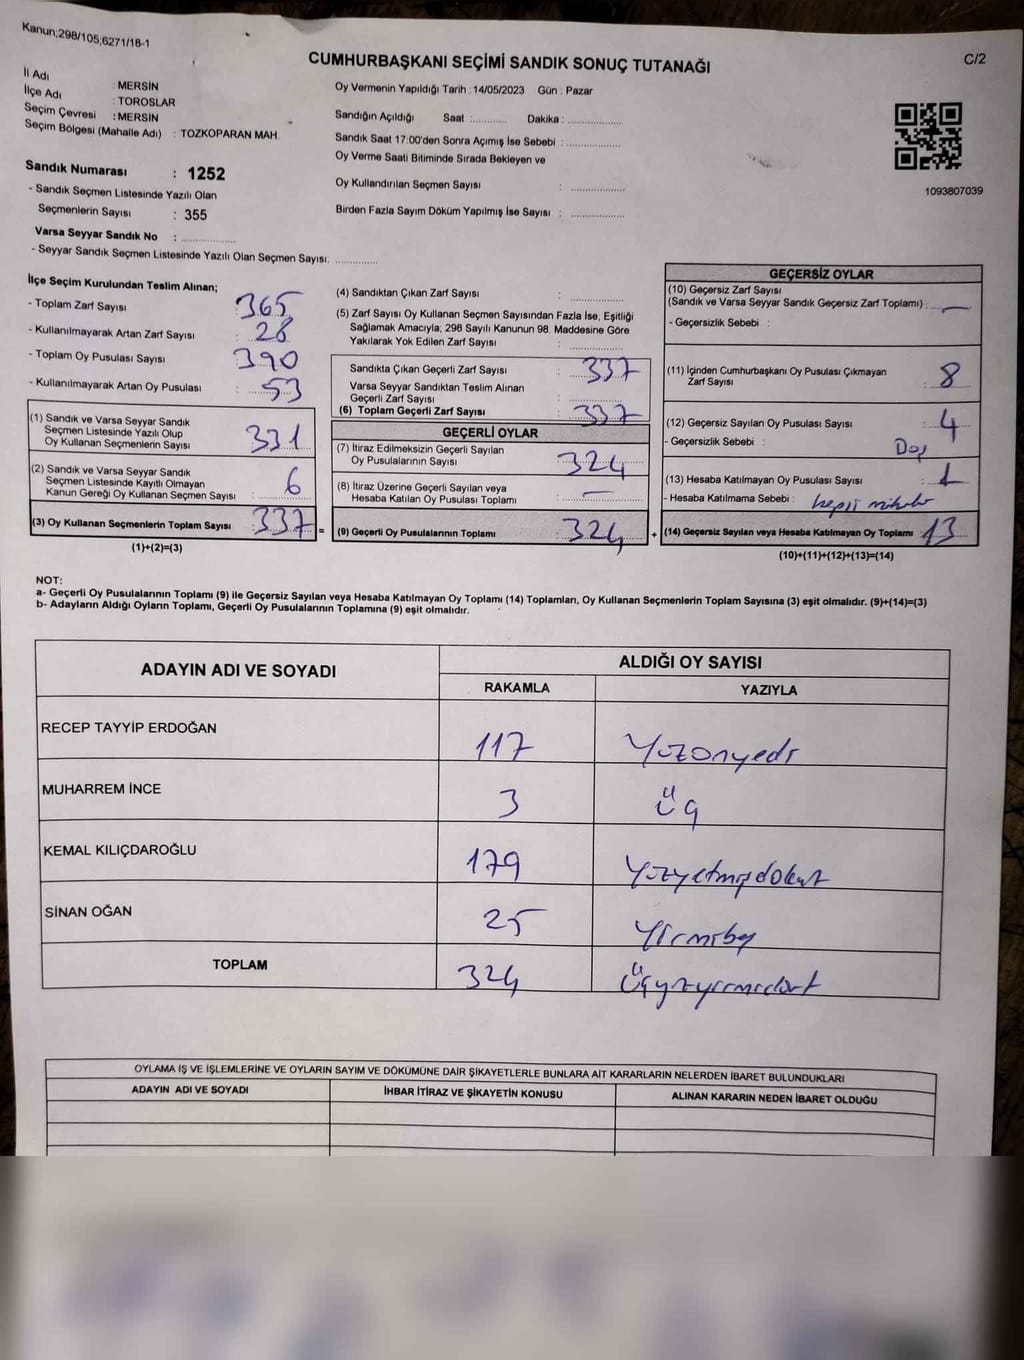 Kanun;298/105;6271/18-1
C/2
CUMHURBAŞKANI SEÇİMİ SANDIK SONUÇ TUTANAĞI
İl Adı : MERSİN
İlçe Adı : TOROSLAR
Seçim Çevresi : MERSİN
Seçim Bölgesi (Mahalle Adı) : TOZKOPARAN MAH.
Sandık Numarası : 1252
- Sandık Seçmen Listesinde Yazılı Olan
Seçmenlerin Sayısı : 355
Varsa Seyyar Sandık No : ................
- Seyyar Sandık Seçmen Listesinde Yazılı Olan Seçmen Sayısı: ............
Oy Vermenin Yapıldığı Tarih : 14/05/2023 Gün : Pazar
Sandığın Açıldığı Saat :.......... Dakika : ................
Sandık Saat 17:00'den Sonra Açımış İse Sebebi : ................
Oy Verme Saati Bitiminde Sırada Bekleyen ve
Oy Kullandırılan Seçmen Sayısı : ................
Birden Fazla Sayım Döküm Yapılmış İse Sayısı : ................
1093807039
İlçe Seçim Kurulundan Teslim Alınan;
- Toplam Zarf Sayısı : 365
- Kullanılmayarak Artan Zarf Sayısı : 28
- Toplam Oy Pusulası Sayısı : 390
- Kullanılmayarak Artan Oy Pusulası : 53
(1) Sandık ve Varsa Seyyar Sandık
Seçmen Listesinde Yazılı Olup
Oy Kullanan Seçmenlerin Sayısı : 331
(2) Sandık ve Varsa Seyyar Sandık
Seçmen Listesinde Kayıtlı Olmayan
Kanun Gereği Oy Kullanan Seçmen Sayısı : 6
(3) Oy Kullanan Seçmenlerin Toplam Sayısı : 337 =
(1)+(2)=(3)
(4) Sandıktan Çıkan Zarf Sayısı : ................
(5) Zarf Sayısı Oy Kullanan Seçmen Sayısından Fazla İse, Eşitliği
Sağlamak Amacıyla; 298 Sayılı Kanunun 98. Maddesine Göre
Yakılarak Yok Edilen Zarf Sayısı : ................
Sandıkta Çıkan Geçerli Zarf Sayısı : 337
Varsa Seyyar Sandıktan Teslim Alınan
Geçerli Zarf Sayısı : ................
(6) Toplam Geçerli Zarf Sayısı : 337
GEÇERLİ OYLAR
(7) İtiraz Edilmeksizin Geçerli Sayılan
Oy Pusulalarının Sayısı : 324
(8) İtiraz Üzerine Geçerli Sayılan veya
Hesaba Katılan Oy Pusulası Toplamı : —
(9) Geçerli Oy Pusulalarının Toplamı : 324 +
GEÇERSİZ OYLAR
(10) Geçersiz Zarf Sayısı
(Sandık ve Varsa Seyyar Sandık Geçersiz Zarf Toplamı) : —
- Geçersizlik Sebebi :
(11) İçinden Cumhurbaşkanı Oy Pusulası Çıkmayan
Zarf Sayısı : 8
(12) Geçersiz Sayılan Oy Pusulası Sayısı : 4
- Geçersizlik Sebebi :
(13) Hesaba Katılmayan Oy Pusulası Sayısı : 1
- Hesaba Katılmama Sebebi :
(14) Geçersiz Sayılan veya Hesaba Katılmayan Oy Toplamı 13
(10)+(11)+(12)+(13)=(14)
NOT:
a- Geçerli Oy Pusulalarının Toplamı (9) ile Geçersiz Sayılan veya Hesaba Katılmayan Oy Toplamı (14) Toplamları, Oy Kullanan Seçmenlerin Toplam Sayısına (3) eşit olmalıdır. (9)+(14)=(3)
b- Adayların Aldığı Oyların Toplamı, Geçerli Oy Pusulalarının Toplamına (9) eşit olmalıdır.
ADAYIN ADI VE SOYADI ALDIĞI OY SAYISI
RAKAMLA YAZIYLA
RECEP TAYYİP ERDOĞAN 117 Yüzonyedi
MUHARREM İNCE 3 Üç
KEMAL KILIÇDAROĞLU 179 Yüzyetmişdokuz
SİNAN OĞAN 25 Yirmibeş
TOPLAM 324 Üçyüzyirmidört
OYLAMA İŞ VE İŞLEMLERİNE VE OYLARIN SAYIM VE DÖKÜMÜNE DAİR ŞİKAYETLERLE BUNLARA AİT KARARLARIN NELERDEN İBARET BULUNDUKLARI
ADAYIN ADI VE SOYADI İHBAR İTİRAZ VE ŞİKAYETİN KONUSU ALINAN KARARIN NEDEN İBARET OLDUĞU